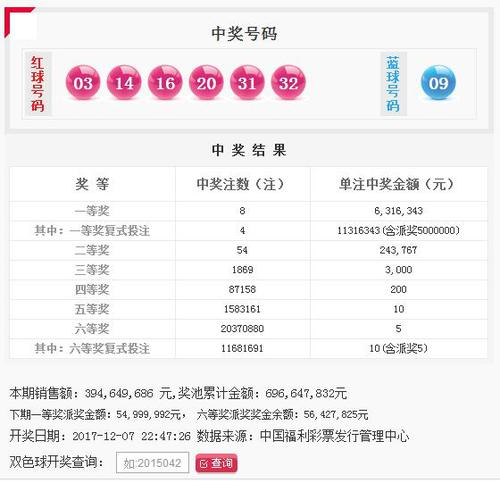 中奖号码
红球号码 03 14 16 20 31 32 蓝球号码 09
中 奖 结 果
奖 等 中奖注数（注） 单注中奖金额（元）
一等奖 8 6,316,343
其中: 一等奖复式投注 4 11316343(含派奖5000000)
二等奖 54 243,767
三等奖 1869 3,000
四等奖 87158 200
五等奖 1583161 10
六等奖 20370880 5
其中: 六等奖复式投注 11681691 10(含派奖5)
本期销售额: 394,649,686 元,奖池累计金额: 696,647,832元
下期一等奖派奖金额: 54,999,992元, 六等奖派奖奖金余额: 56,427,825元
开奖日期: 2017-12-07 22:47:26 数据来源: 中国福利彩票发行管理中心
双色球开奖查询: 如:2015042 查询